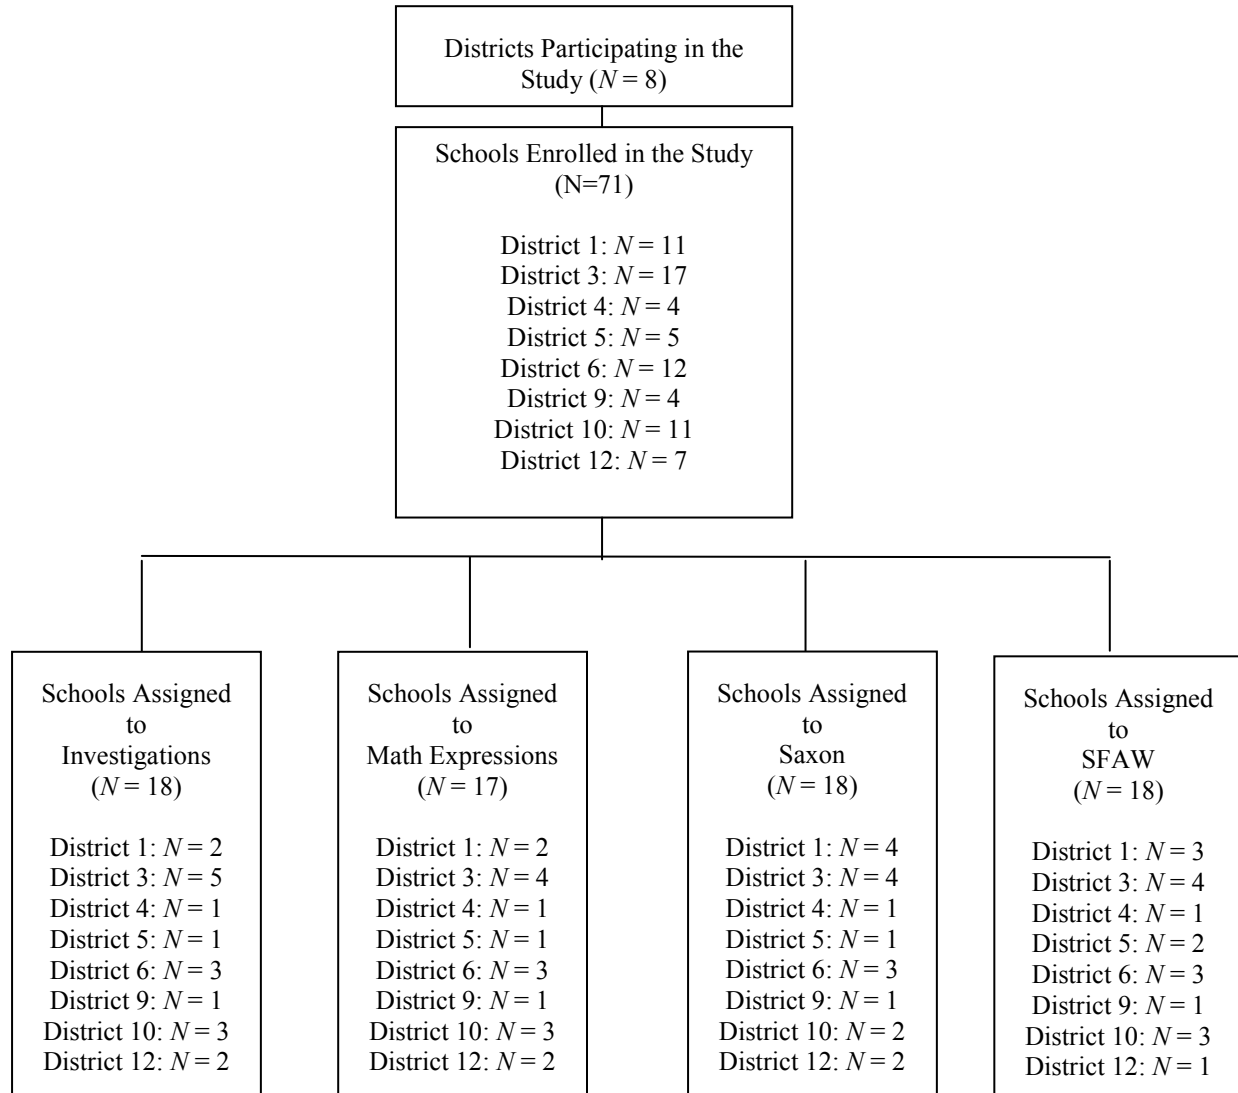 Districts Participating in the
Study (N = 8)
Schools Enrolled in the Study
(N=71)
District 1: N = 11
District 3: N = 17
District 4: N = 4
District 5: N = 5
District 6: N = 12
District 9: N = 4
District 10: N = 11
District 12: N = 7
Schools Assigned
to
Investigations
(N = 18)
District 1: N = 2
District 3: N = 5
District 4: N = 1
District 5: N = 1
District 6: N = 3
District 9: N = 1
District 10: N = 3
District 12: N = 2
Schools Assigned
to
Math Expressions
(N = 17)
District 1: N = 2
District 3: N = 4
District 4: N = 1
District 5: N = 1
District 6: N = 3
District 9: N = 1
District 10: N = 3
District 12: N = 2
Schools Assigned
to
Saxon
(N = 18)
District 1: N = 4
District 3: N = 4
District 4: N = 1
District 5: N = 1
District 6: N = 3
District 9: N = 1
District 10: N = 2
District 12: N = 2
Schools Assigned
to
SFAW
(N = 18)
District 1: N = 3
District 3: N = 4
District 4: N = 1
District 5: N = 2
District 6: N = 3
District 9: N = 1
District 10: N = 3
District 12: N = 1